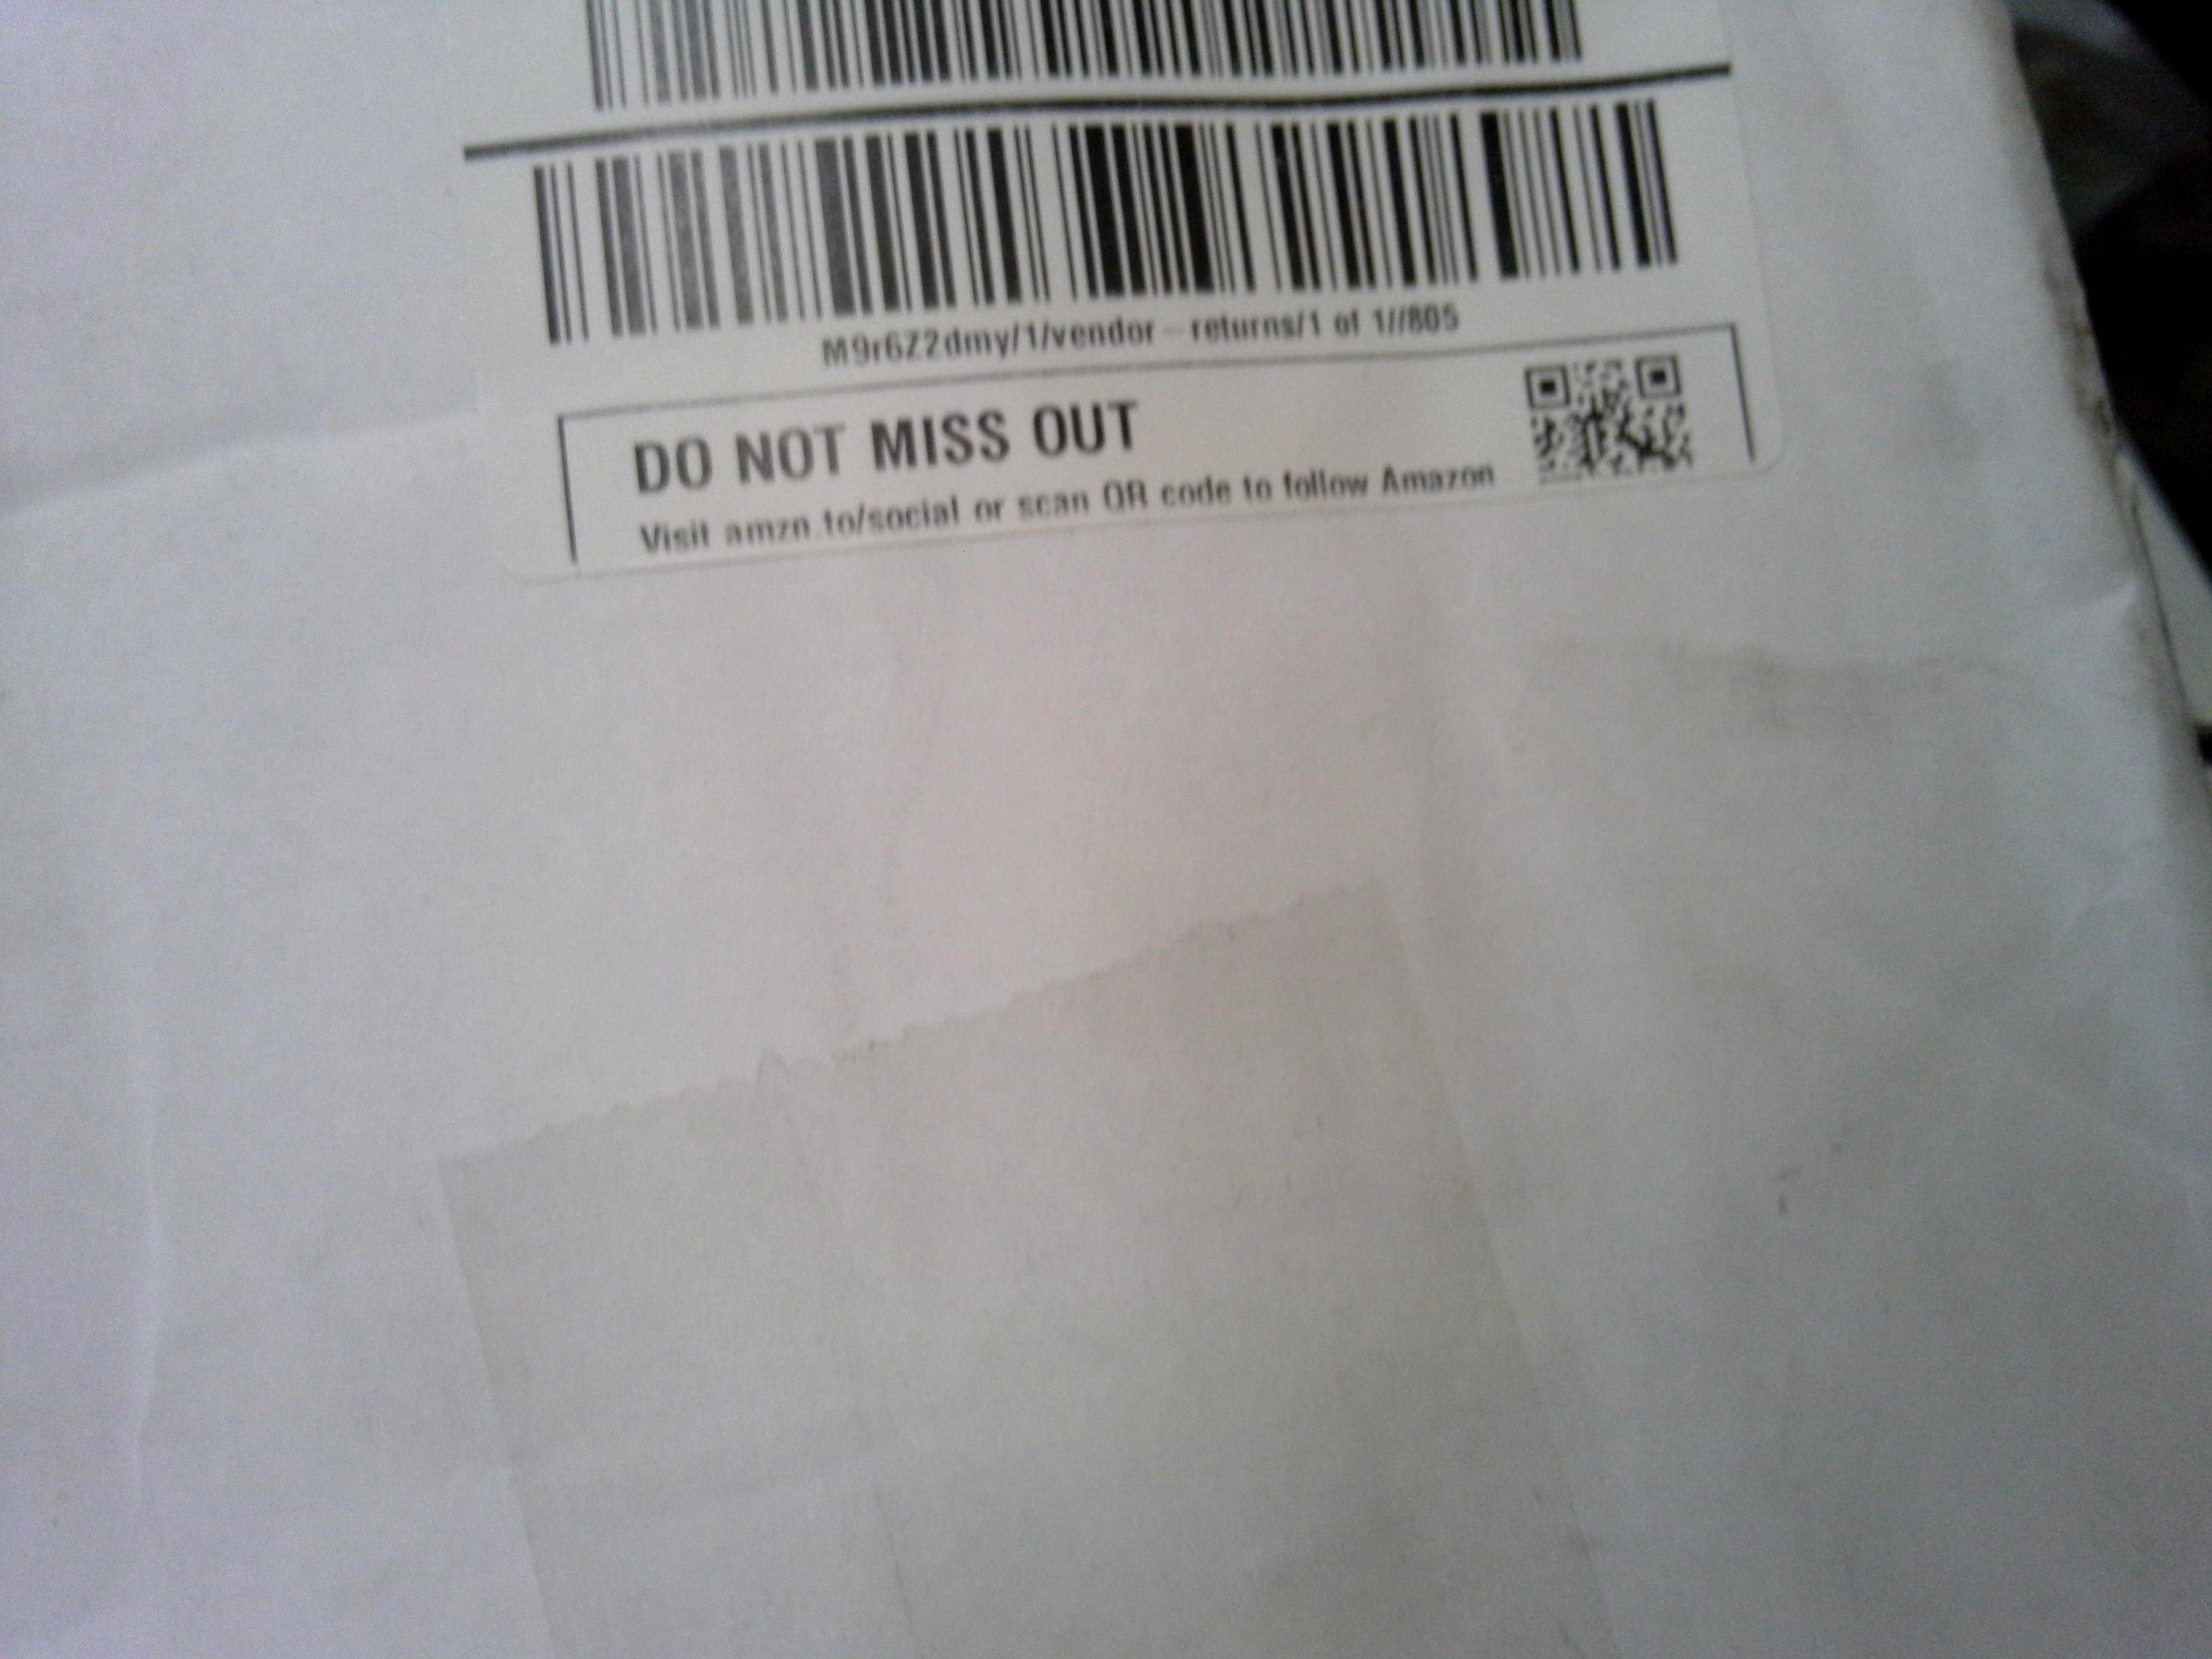 M9r6Z2dmy/1/vendor-returns/1 of 1//805
DO NOT MISS OUT
Visit amzn.to/social or scan QR code to follow Amazon